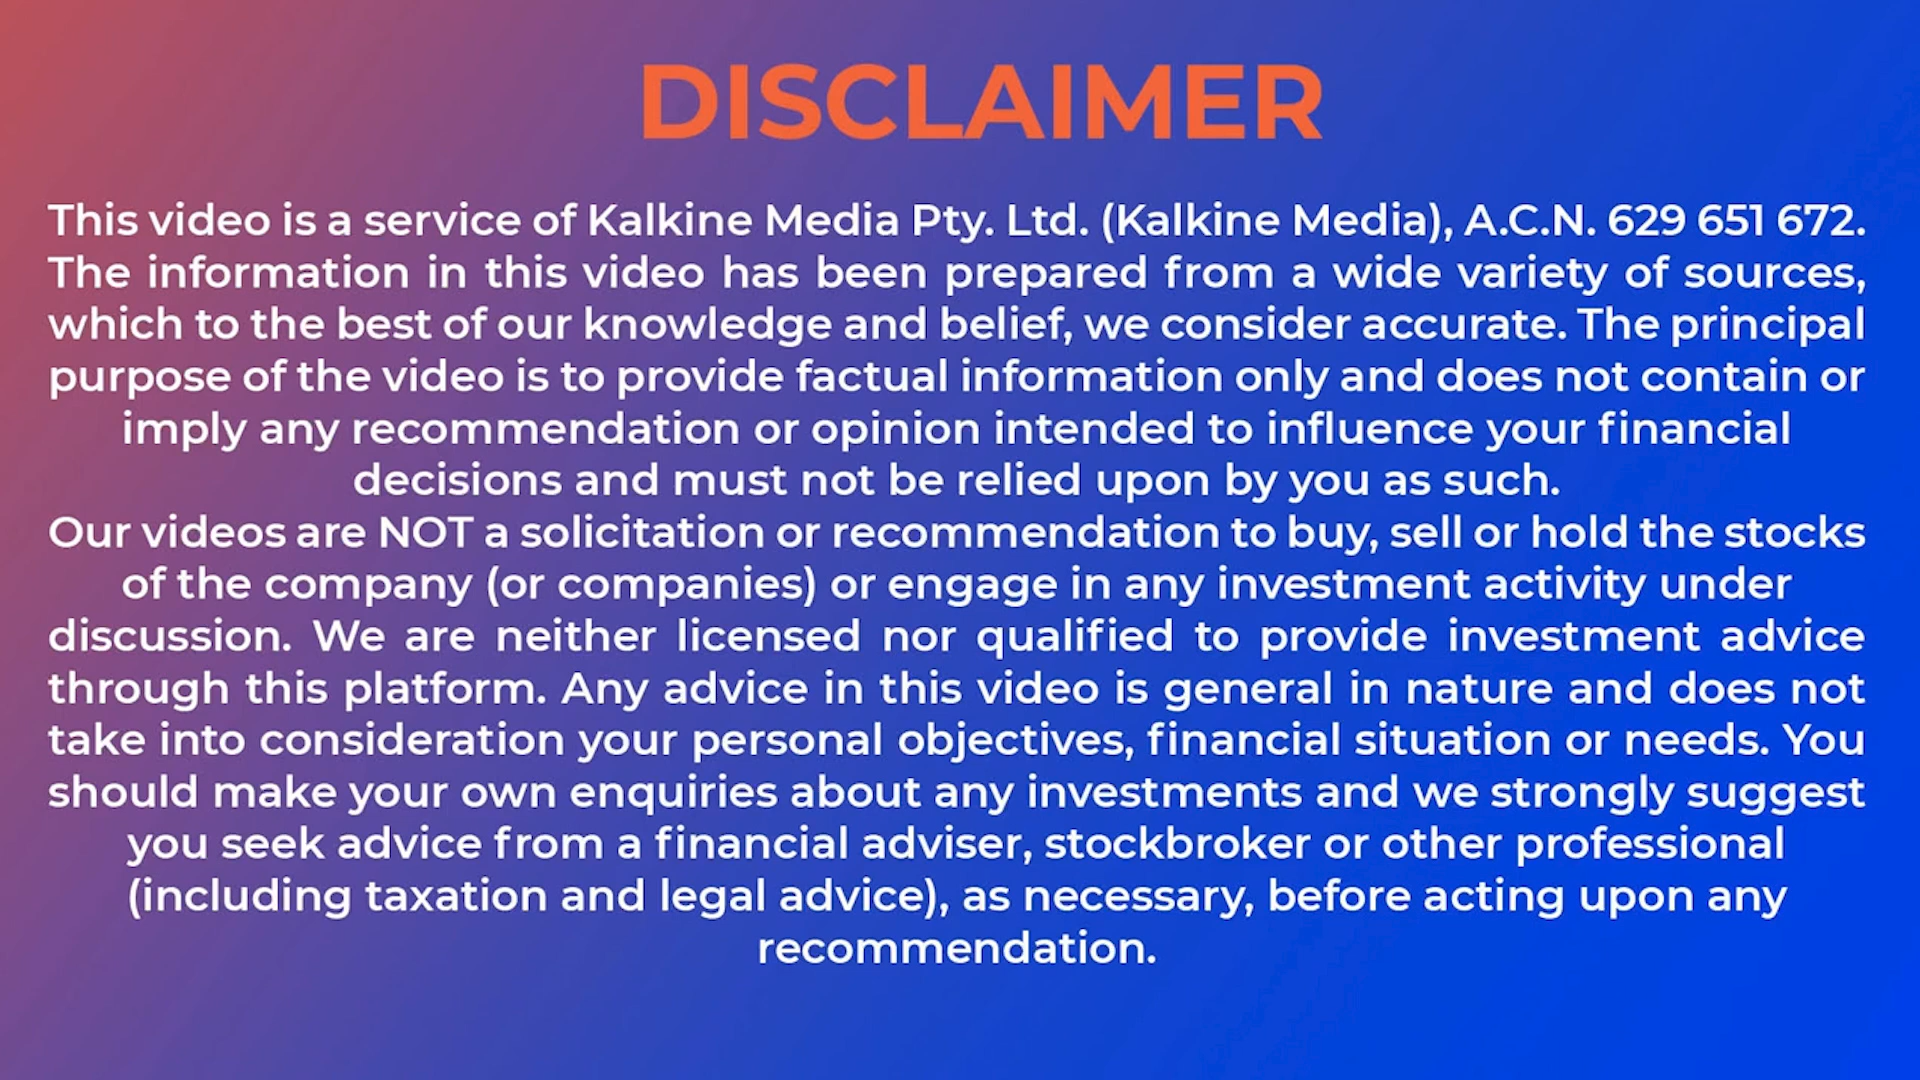 DISCLAIMER
This video is a service of Kalkine Media Pty. Ltd. (Kalkine Media), A.C.N. 629 651 672.
The information in this video has been prepared from a wide variety of sources,
which to the best of our knowledge and belief, we consider accurate. The principal
purpose of the video is to provide factual information only and does not contain or
imply any recommendation or opinion intended to influence your financial
decisions and must not be relied upon by you as such.
Our videos are NOT a solicitation or recommendation to buy, sell or hold the stocks
of the company (or companies) or engage in any investment activity under
discussion. We are neither licensed nor qualified to provide investment advice
through this platform. Any advice in this video is general in nature and does not
take into consideration your personal objectives, financial situation or needs. You
should make your own enquiries about any investments and we strongly suggest
you seek advice from a financial adviser, stockbroker or other professional
(including taxation and legal advice), as necessary, before acting upon any
recommendation.